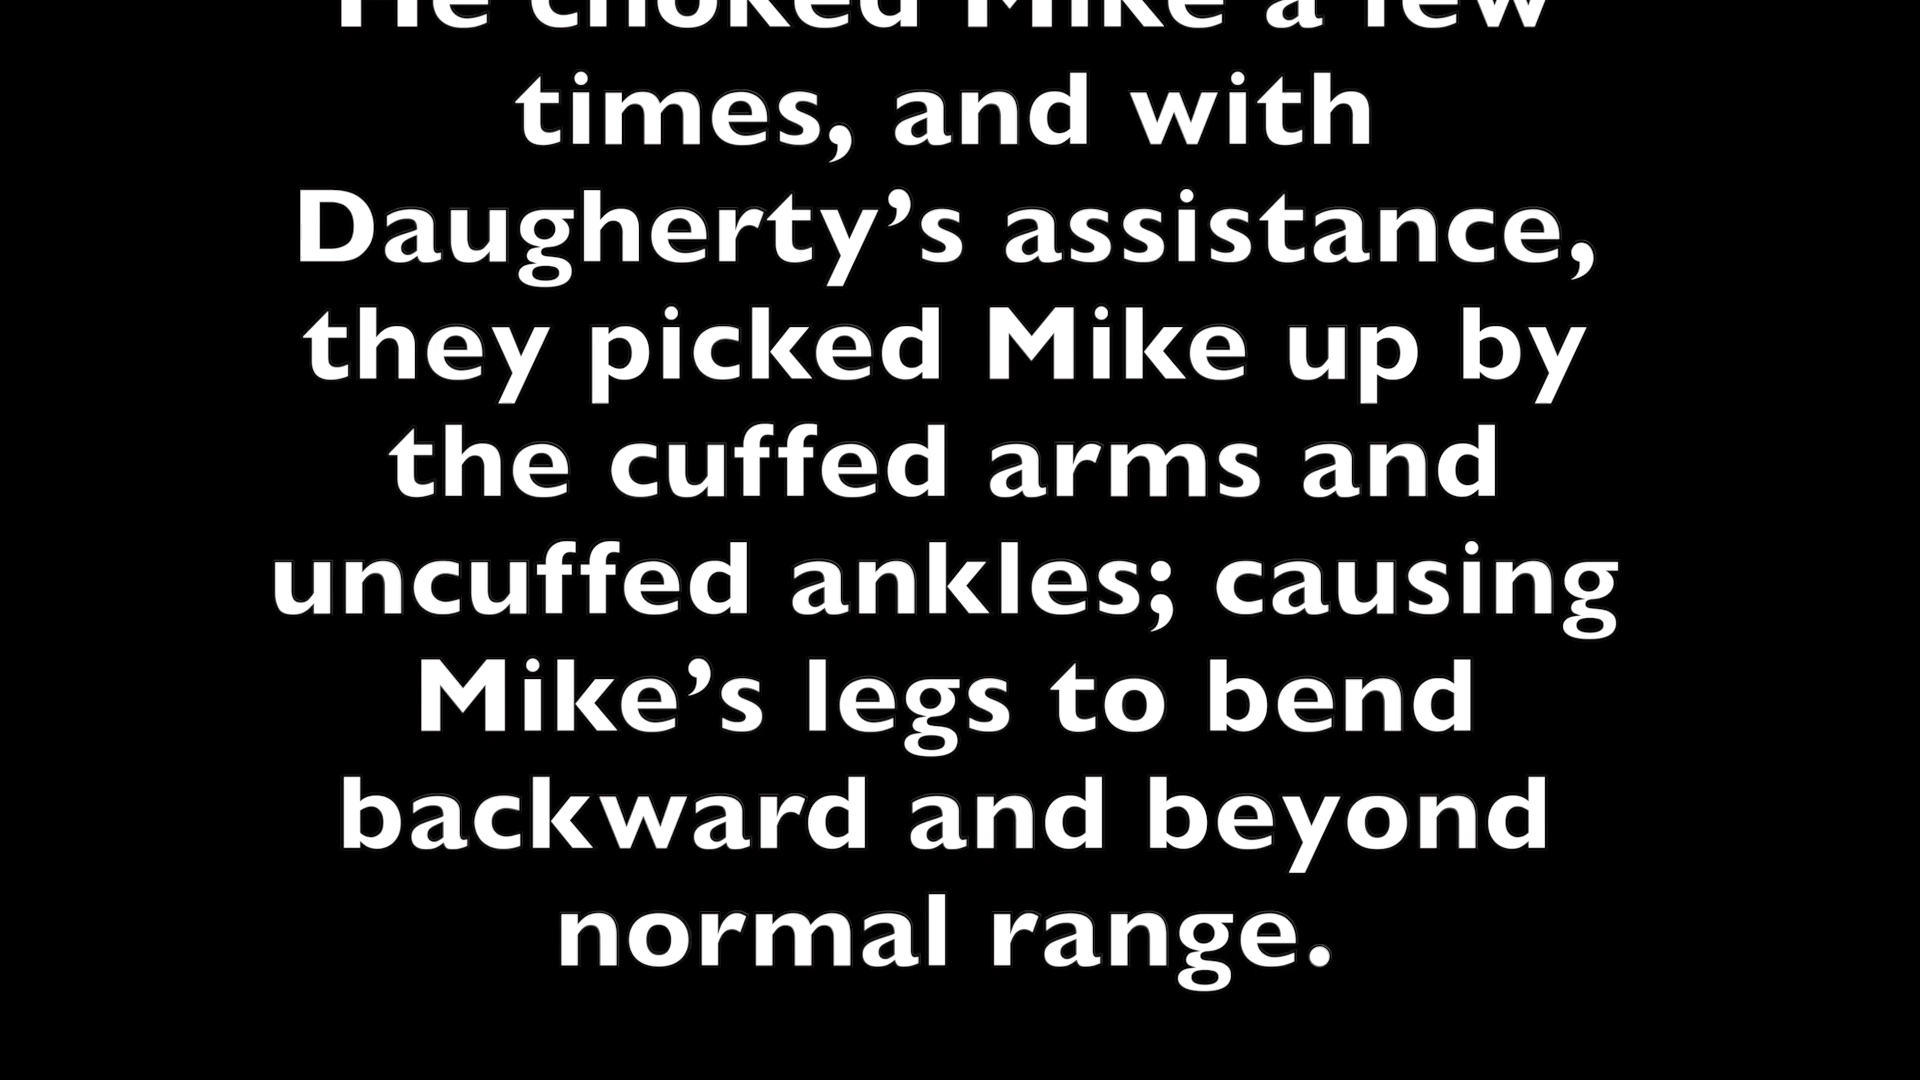 He choked Mike a few
times, and with
Daugherty’s assistance,
they picked Mike up by
the cuffed arms and
uncuffed ankles; causing
Mike’s legs to bend
backward and beyond
normal range.